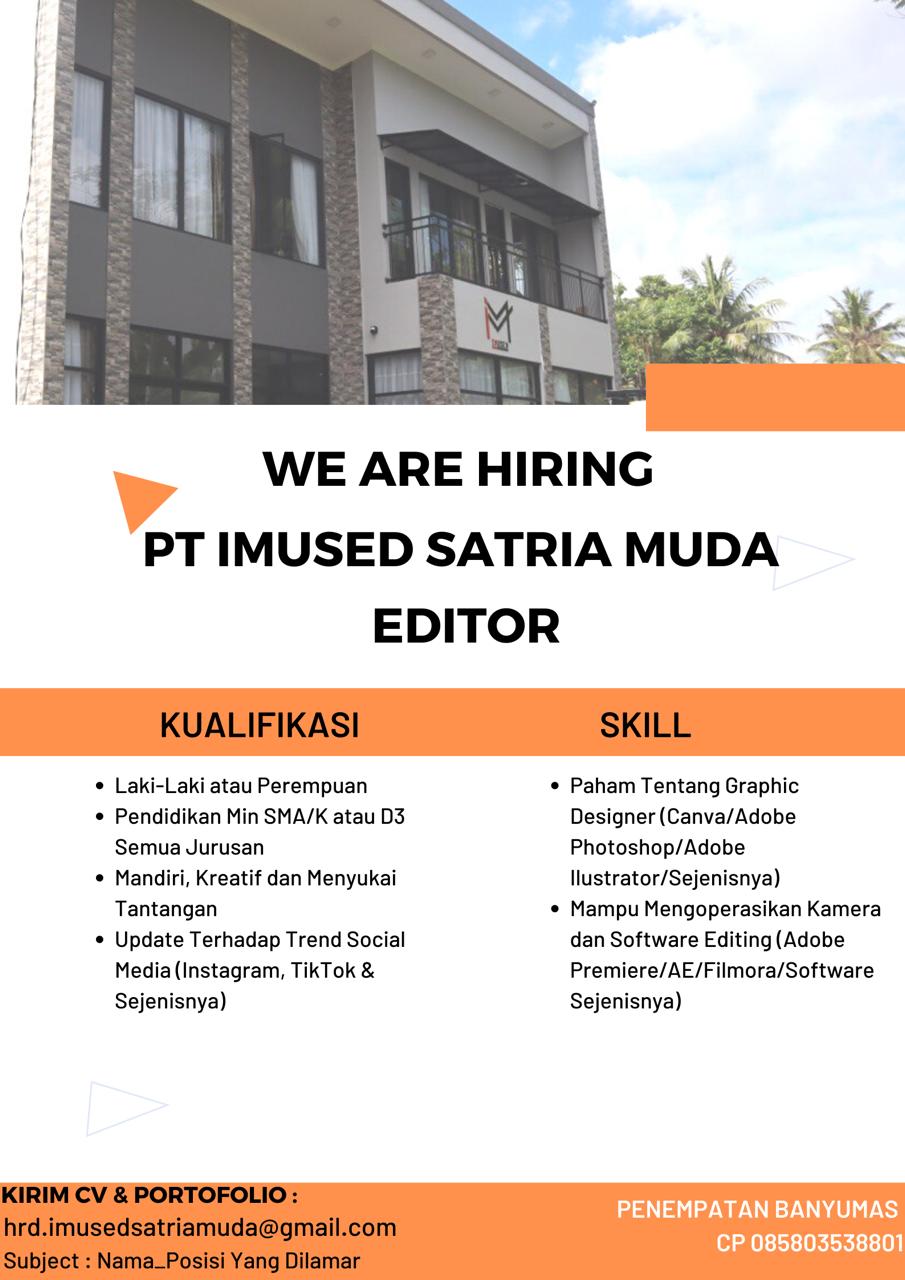 WE ARE HIRING
PT IMUSED SATRIA MUDA
EDITOR
KUALIFIKASI
Laki-Laki atau Perempuan
Pendidikan Min SMA/K atau D3
Semua Jurusan
Mandiri, Kreatif dan Menyukai
Tantangan
Update Terhadap Trend Social
Media (Instagram, TikTok &
Sejenisnya)
SKILL
Paham Tentang Graphic
Designer (Canva/Adobe
Photoshop/Adobe
Ilustrator/Sejenisnya)
Mampu Mengoperasikan Kamera
dan Software Editing (Adobe
Premiere/AE/Filmora/Software
Sejenisnya)
KIRIM CV & PORTOFOLIO :
hrd.imusedsatriamuda@gmail.com
Subject : Nama_Posisi Yang Dilamar
PENEMPATAN BANYUMAS
CP 085803538801